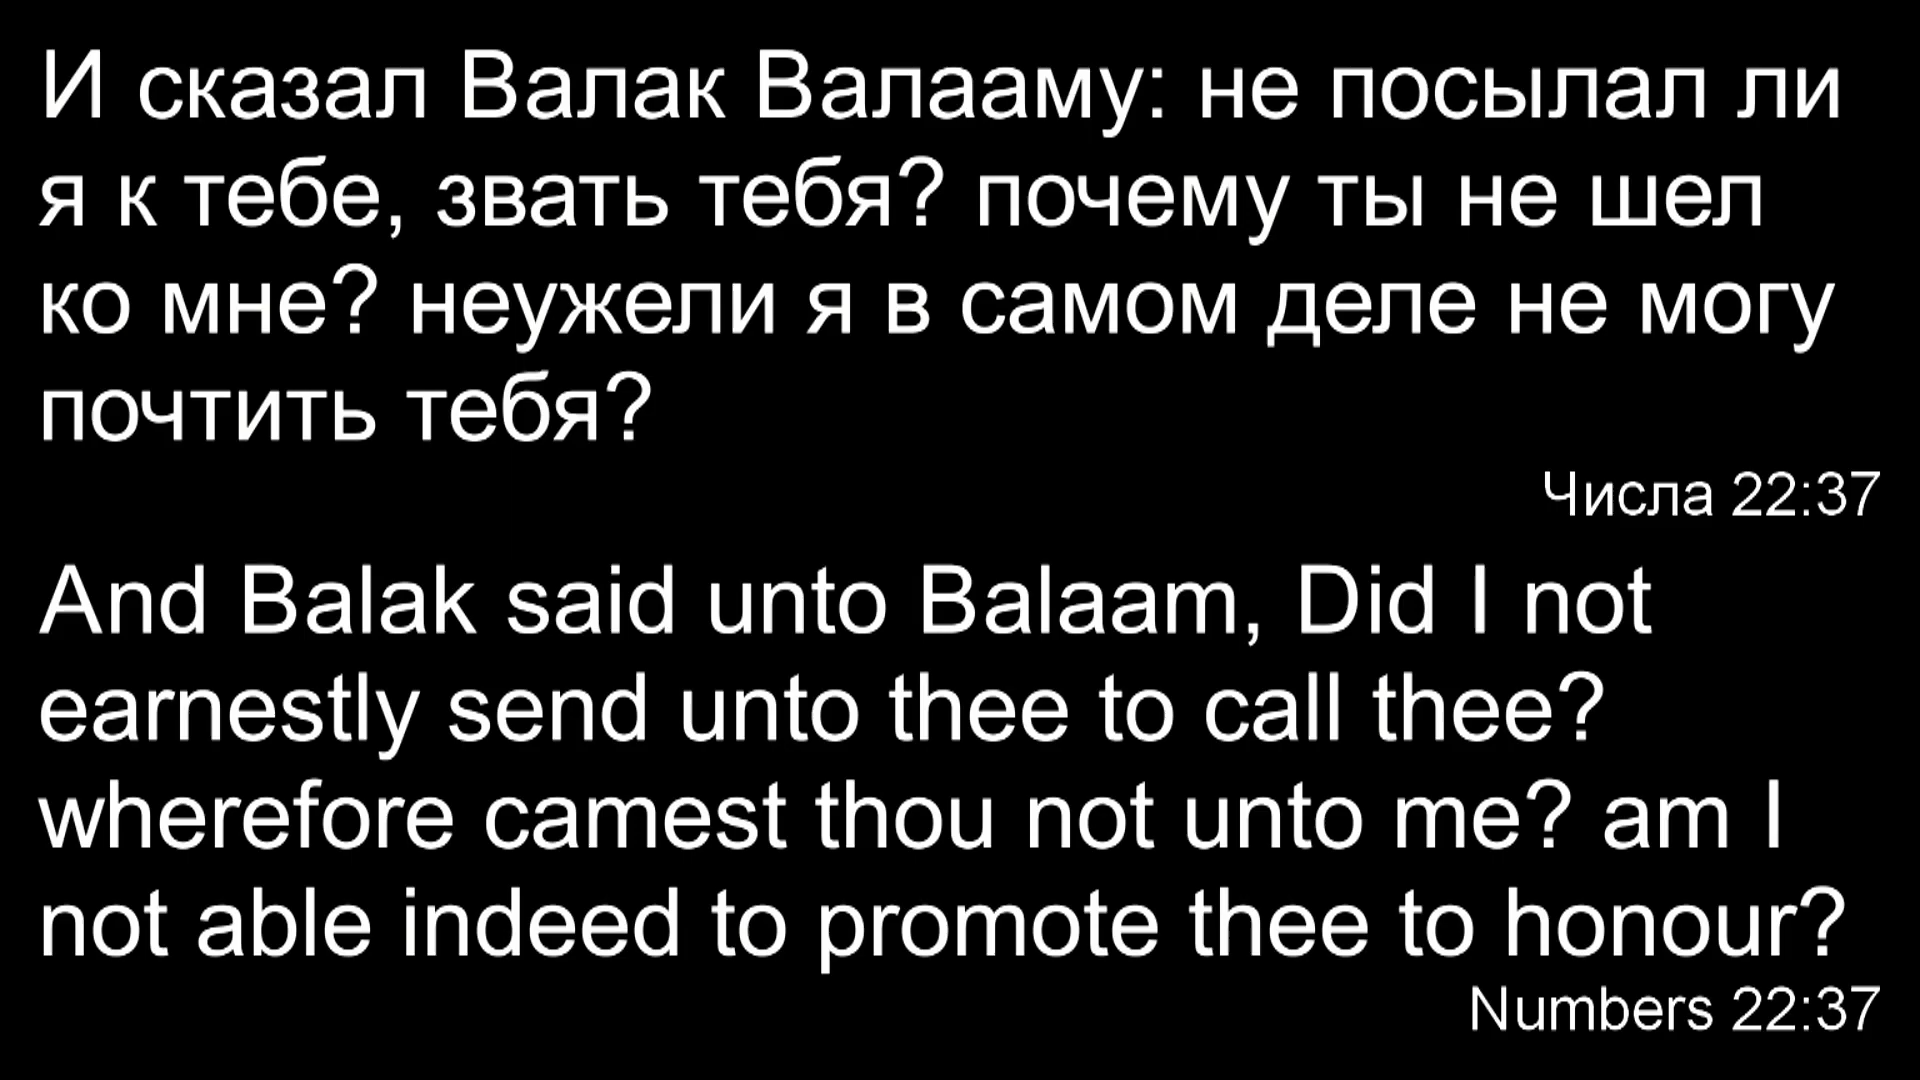 И сказал Валак Валааму: не посылал ли
я к тебе, звать тебя? почему ты не шел
ко мне? неужели я в самом деле не могу
почтить тебя?
Числа 22:37
And Balak said unto Balaam, Did I not
earnestly send unto thee to call thee?
wherefore camest thou not unto me? am I
not able indeed to promote thee to honour?
Numbers 22:37